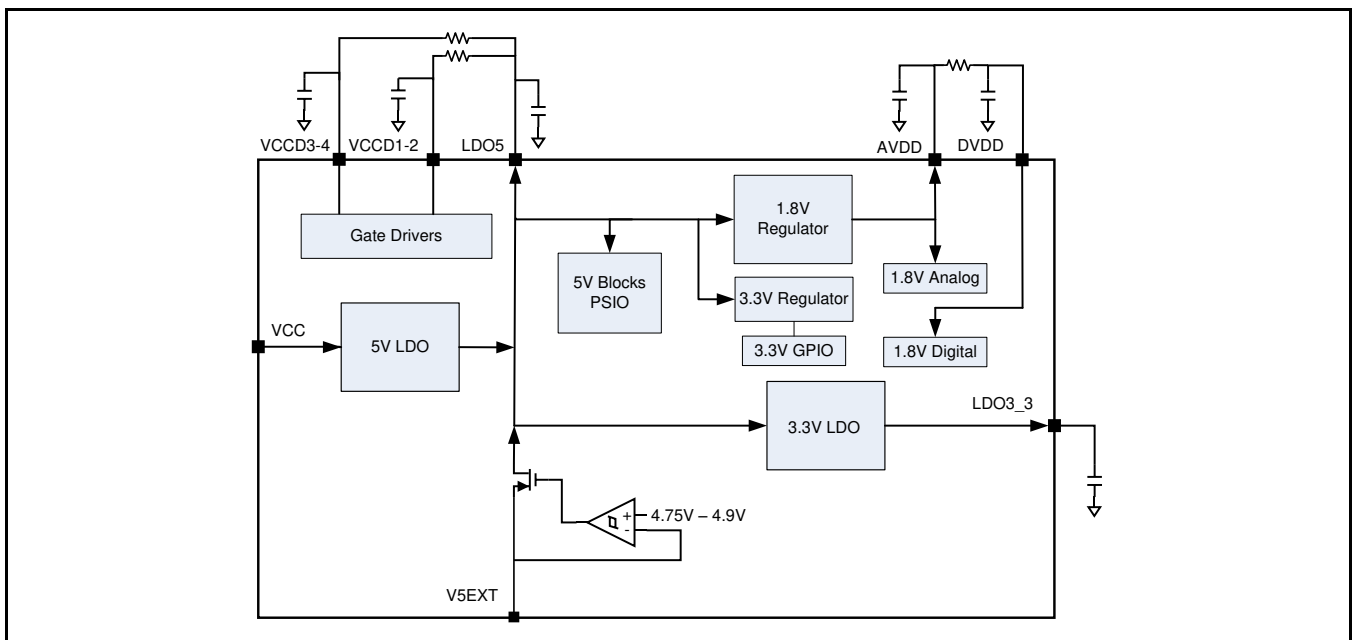 VCCD3-4 VCCD1-2 LDO5
AVDD DVDD
Gate Drivers
1.8V
Regulator
5V Blocks
PSIO
1.8V Analog
3.3V Regulator
3.3V GPIO
1.8V Digital
VCC
5V LDO
LDO3_3
3.3V LDO
+ 4.75V – 4.9V
-
V5EXT